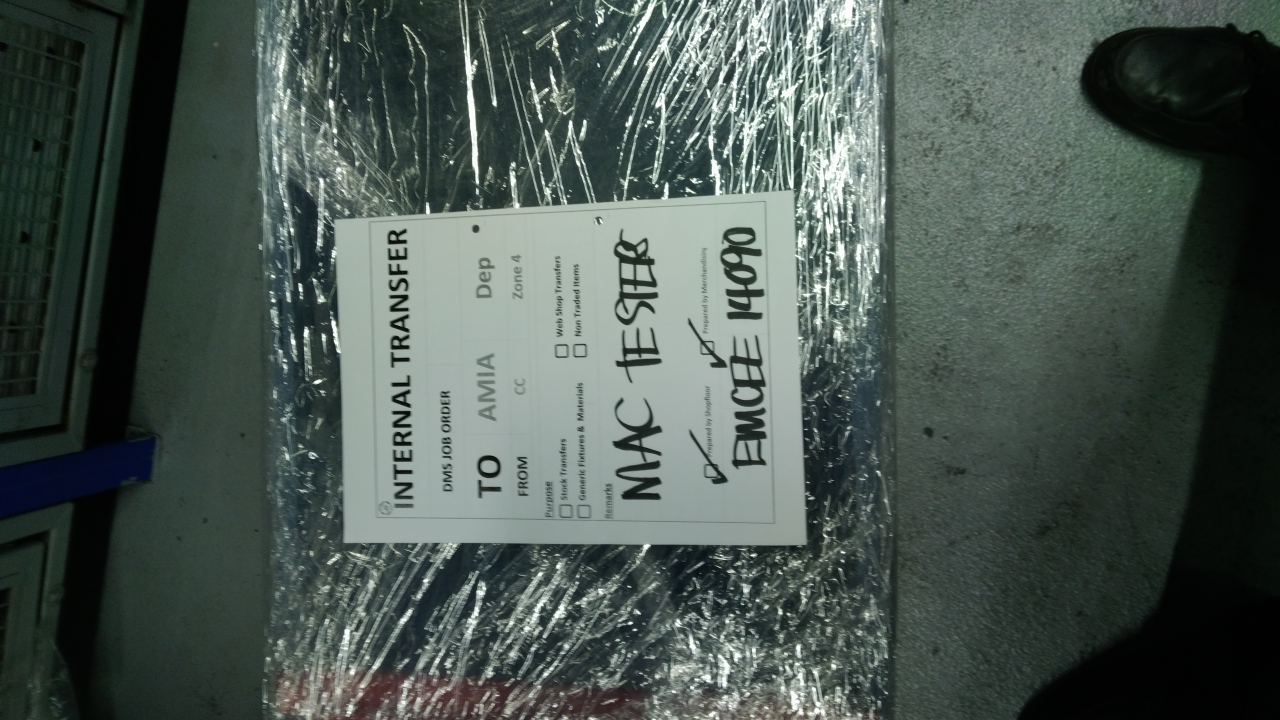 INTERNAL TRANSFER
DMS JOB ORDER
TO AMIA Dep
FROM CC Zone 4
Purpose
Stock Transfers Web Shop Transfers
Generic Fixtures & Materials Non Traded Items
Remarks
MAC TESTERS
Prepared by Shopfloor Prepared by Merchandising
EMCEE 14090